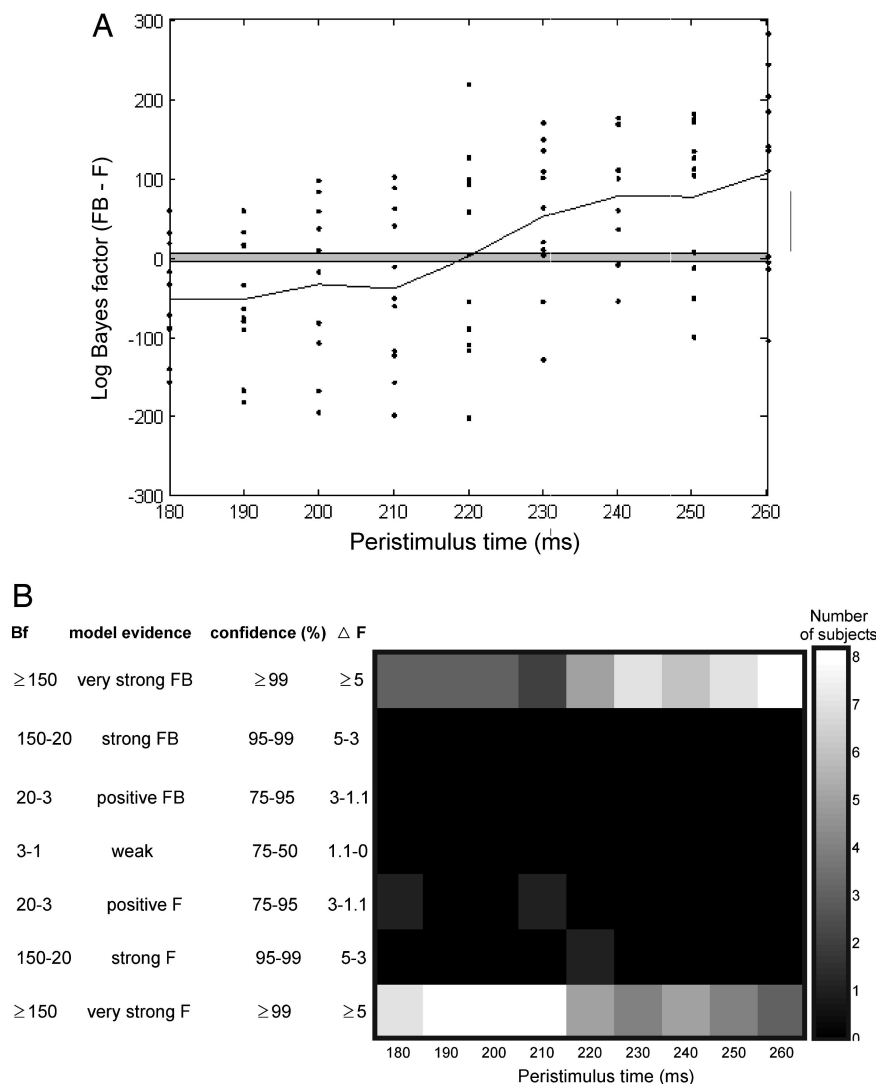 A
Log Bayes factor (FB - F)
300
200
100
0
-100
-200
-300
180 190 200 210 220 230 240 250 260
Peristimulus time (ms)
B
Bf model evidence confidence (%) △ F
≥150 very strong FB ≥99 ≥5
150-20 strong FB 95-99 5-3
20-3 positive FB 75-95 3-1.1
3-1 weak 75-50 1.1-0
20-3 positive F 75-95 3-1.1
150-20 strong F 95-99 5-3
≥150 very strong F ≥99 ≥5
180 190 200 210 220 230 240 250 260
Peristimulus time (ms)
Number
of subjects
8
7
6
5
4
3
2
1
0